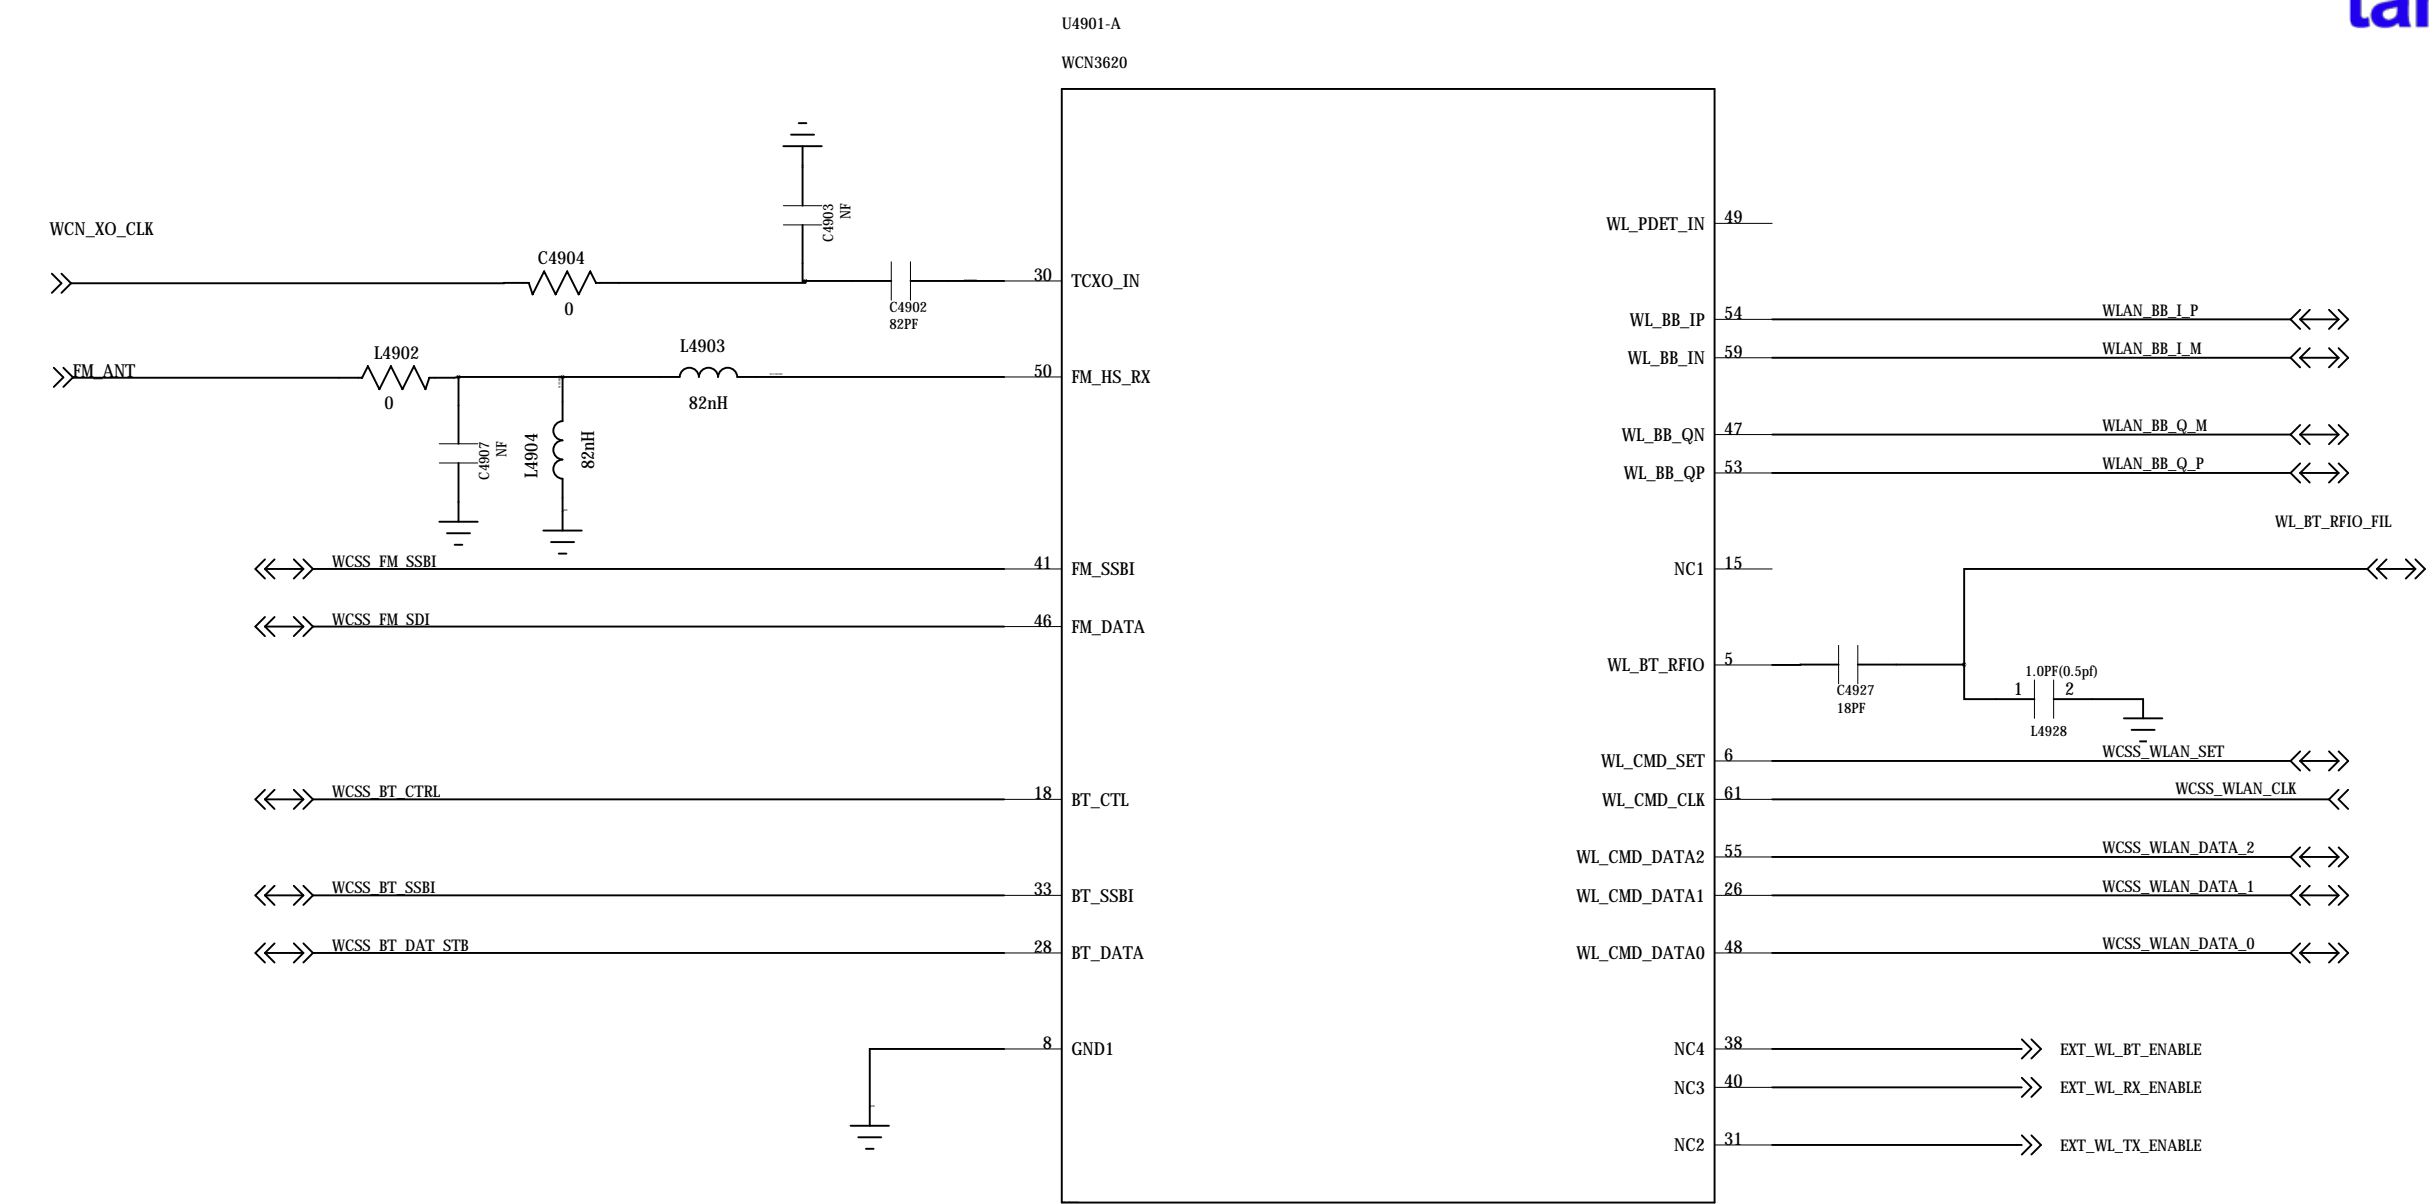 U4901-A
WCN3620
WCN_XO_CLK
C4904
0
C4903
NF
C4902
82PF
30 TCXO_IN
FM_ANT
L4902
0
L4903
82nH
50 FM_HS_RX
C4907
NF
L4904
82nH
WCSS_FM_SSBI 41 FM_SSBI
WCSS_FM_SDI 46 FM_DATA
WCSS_BT_CTRL 18 BT_CTL
WCSS_BT_SSBI 33 BT_SSBI
WCSS_BT_DAT_STB 28 BT_DATA
8 GND1
WL_PDET_IN 49
WL_BB_IP 54 WLAN_BB_I_P
WL_BB_IN 59 WLAN_BB_I_M
WL_BB_QN 47 WLAN_BB_Q_M
WL_BB_QP 53 WLAN_BB_Q_P
WL_BT_RFIO_FIL
NC1 15
WL_BT_RFIO 5
C4927
18PF
1.0PF(0.5pf)
1 2
L4928
WL_CMD_SET 6 WCSS_WLAN_SET
WL_CMD_CLK 61 WCSS_WLAN_CLK
WL_CMD_DATA2 55 WCSS_WLAN_DATA_2
WL_CMD_DATA1 26 WCSS_WLAN_DATA_1
WL_CMD_DATA0 48 WCSS_WLAN_DATA_0
NC4 38 EXT_WL_BT_ENABLE
NC3 40 EXT_WL_RX_ENABLE
NC2 31 EXT_WL_TX_ENABLE